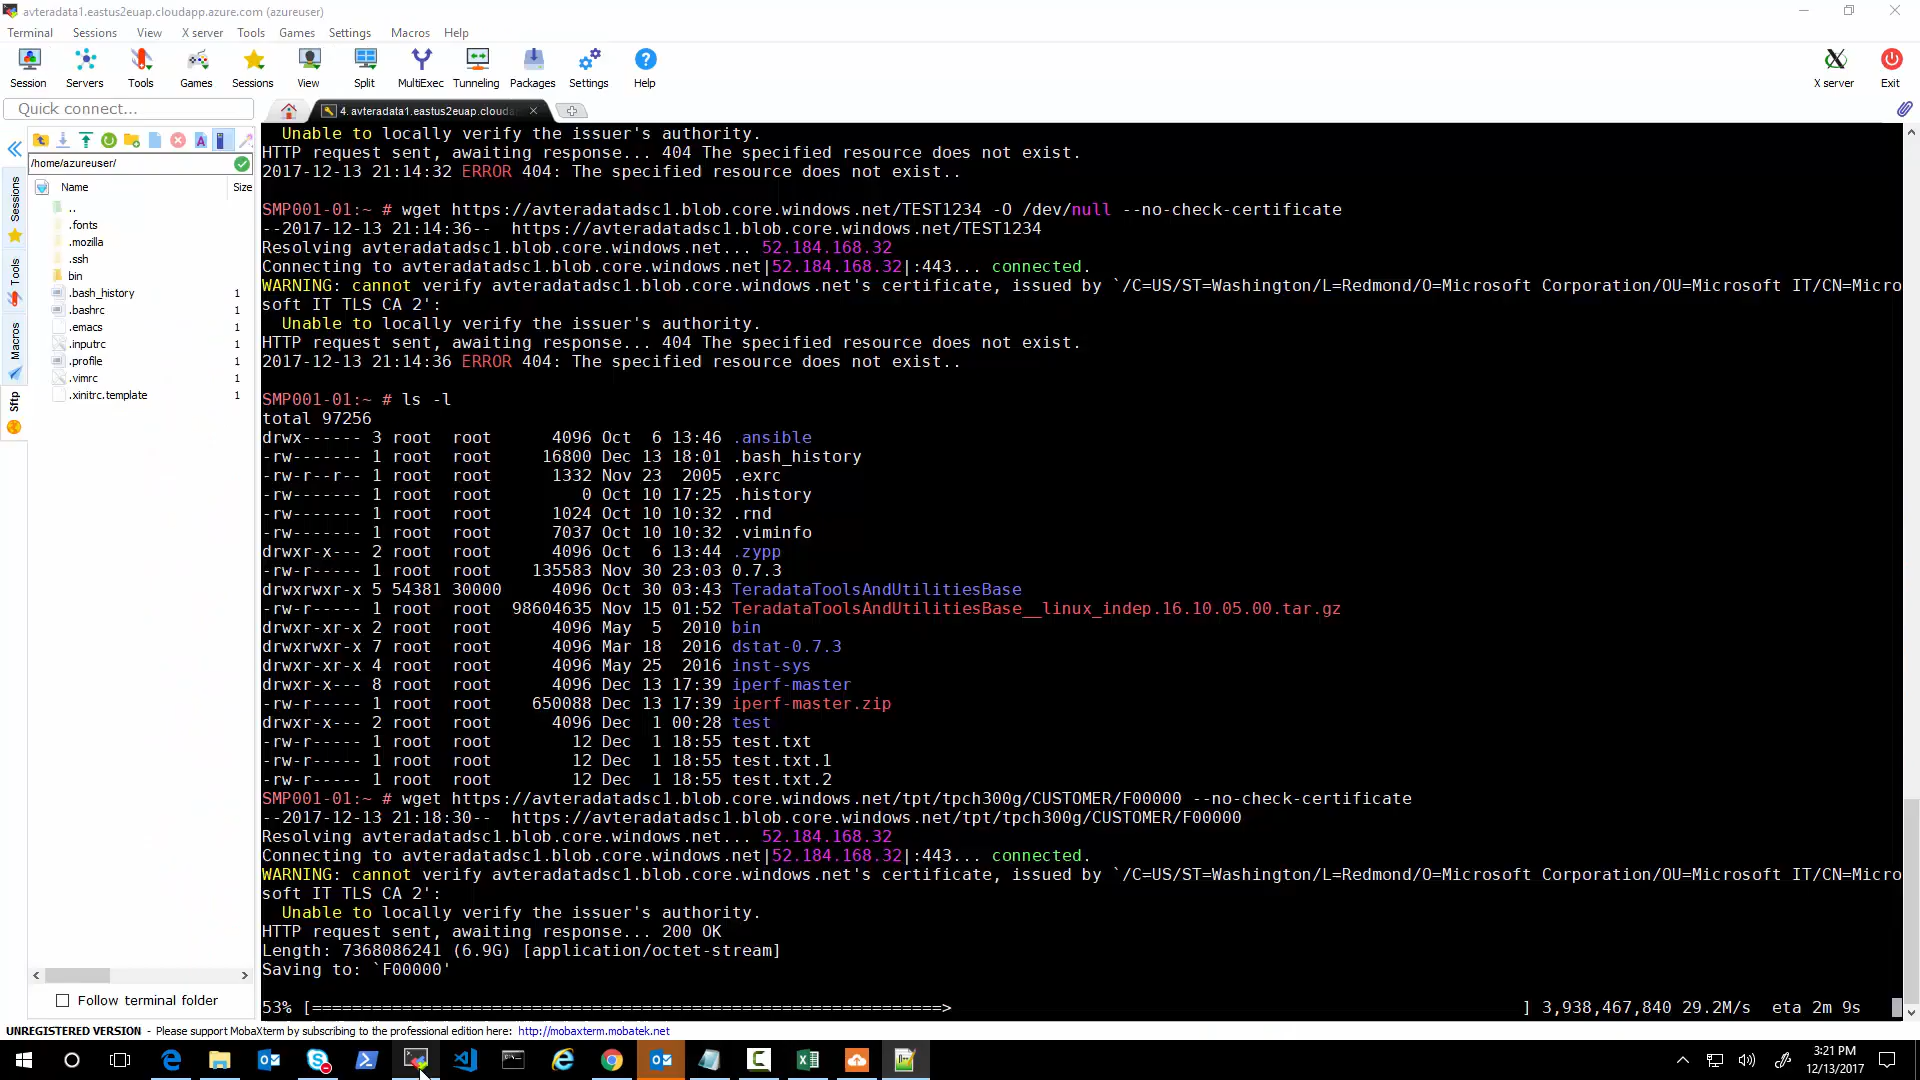 avteradata1.eastus2euap.cloudapp.azure.com (azureuser)
Terminal Sessions View X server Tools Games Settings Macros Help
Session Servers Tools Games Sessions View Split MultiExec Tunneling Packages Settings Help X server Exit
Quick connect...
4. avteradata1.eastus2euap.clouda
/home/azureuser/
Name Size
..
.fonts
.mozilla
.ssh
bin
.bash_history 1
.bashrc 1
.emacs 1
.inputrc 1
.profile 1
.vimrc 1
.xinitrc.template 1
Sessions
Tools
Macros
Sftp
Follow terminal folder
Unable to locally verify the issuer's authority.
HTTP request sent, awaiting response... 404 The specified resource does not exist.
2017-12-13 21:14:32 ERROR 404: The specified resource does not exist..
SMP001-01:~ # wget https://avteradatadsc1.blob.core.windows.net/TEST1234 -O /dev/null --no-check-certificate
--2017-12-13 21:14:36-- https://avteradatadsc1.blob.core.windows.net/TEST1234
Resolving avteradatadsc1.blob.core.windows.net... 52.184.168.32
Connecting to avteradatadsc1.blob.core.windows.net|52.184.168.32|:443... connected.
WARNING: cannot verify avteradatadsc1.blob.core.windows.net's certificate, issued by `/C=US/ST=Washington/L=Redmond/O=Microsoft Corporation/OU=Microsoft IT/CN=Micro
soft IT TLS CA 2':
Unable to locally verify the issuer's authority.
HTTP request sent, awaiting response... 404 The specified resource does not exist.
2017-12-13 21:14:36 ERROR 404: The specified resource does not exist..
SMP001-01:~ # ls -l
total 97256
drwx------ 3 root root 4096 Oct 6 13:46 .ansible
-rw------- 1 root root 16800 Dec 13 18:01 .bash_history
-rw-r--r-- 1 root root 1332 Nov 23 2005 .exrc
-rw------- 1 root root 0 Oct 10 17:25 .history
-rw------- 1 root root 1024 Oct 10 10:32 .rnd
-rw------- 1 root root 7037 Oct 10 10:32 .viminfo
drwxr-x--- 2 root root 4096 Oct 6 13:44 .zypp
-rw-r----- 1 root root 135583 Nov 30 23:03 0.7.3
drwxrwxr-x 5 54381 30000 4096 Oct 30 03:43 TeradataToolsAndUtilitiesBase
-rw-r----- 1 root root 98604635 Nov 15 01:52 TeradataToolsAndUtilitiesBase__linux_indep.16.10.05.00.tar.gz
drwxr-xr-x 2 root root 4096 May 5 2010 bin
drwxrwxr-x 7 root root 4096 Mar 18 2016 dstat-0.7.3
drwxr-xr-x 4 root root 4096 May 25 2016 inst-sys
drwxr-x--- 8 root root 4096 Dec 13 17:39 iperf-master
-rw-r----- 1 root root 650088 Dec 13 17:39 iperf-master.zip
drwxr-x--- 2 root root 4096 Dec 1 00:28 test
-rw-r----- 1 root root 12 Dec 1 18:55 test.txt
-rw-r----- 1 root root 12 Dec 1 18:55 test.txt.1
-rw-r----- 1 root root 12 Dec 1 18:55 test.txt.2
SMP001-01:~ # wget https://avteradatadsc1.blob.core.windows.net/tpt/tpch300g/CUSTOMER/F00000 --no-check-certificate
--2017-12-13 21:18:30-- https://avteradatadsc1.blob.core.windows.net/tpt/tpch300g/CUSTOMER/F00000
Resolving avteradatadsc1.blob.core.windows.net... 52.184.168.32
Connecting to avteradatadsc1.blob.core.windows.net|52.184.168.32|:443... connected.
WARNING: cannot verify avteradatadsc1.blob.core.windows.net's certificate, issued by `/C=US/ST=Washington/L=Redmond/O=Microsoft Corporation/OU=Microsoft IT/CN=Micro
soft IT TLS CA 2':
Unable to locally verify the issuer's authority.
HTTP request sent, awaiting response... 200 OK
Length: 7368086241 (6.9G) [application/octet-stream]
Saving to: `F00000'
53% [===============================================================> ] 3,938,467,840 29.2M/s eta 2m 9s
UNREGISTERED VERSION - Please support MobaXterm by subscribing to the professional edition here: http://mobaxterm.mobatek.net
3:21 PM
12/13/2017